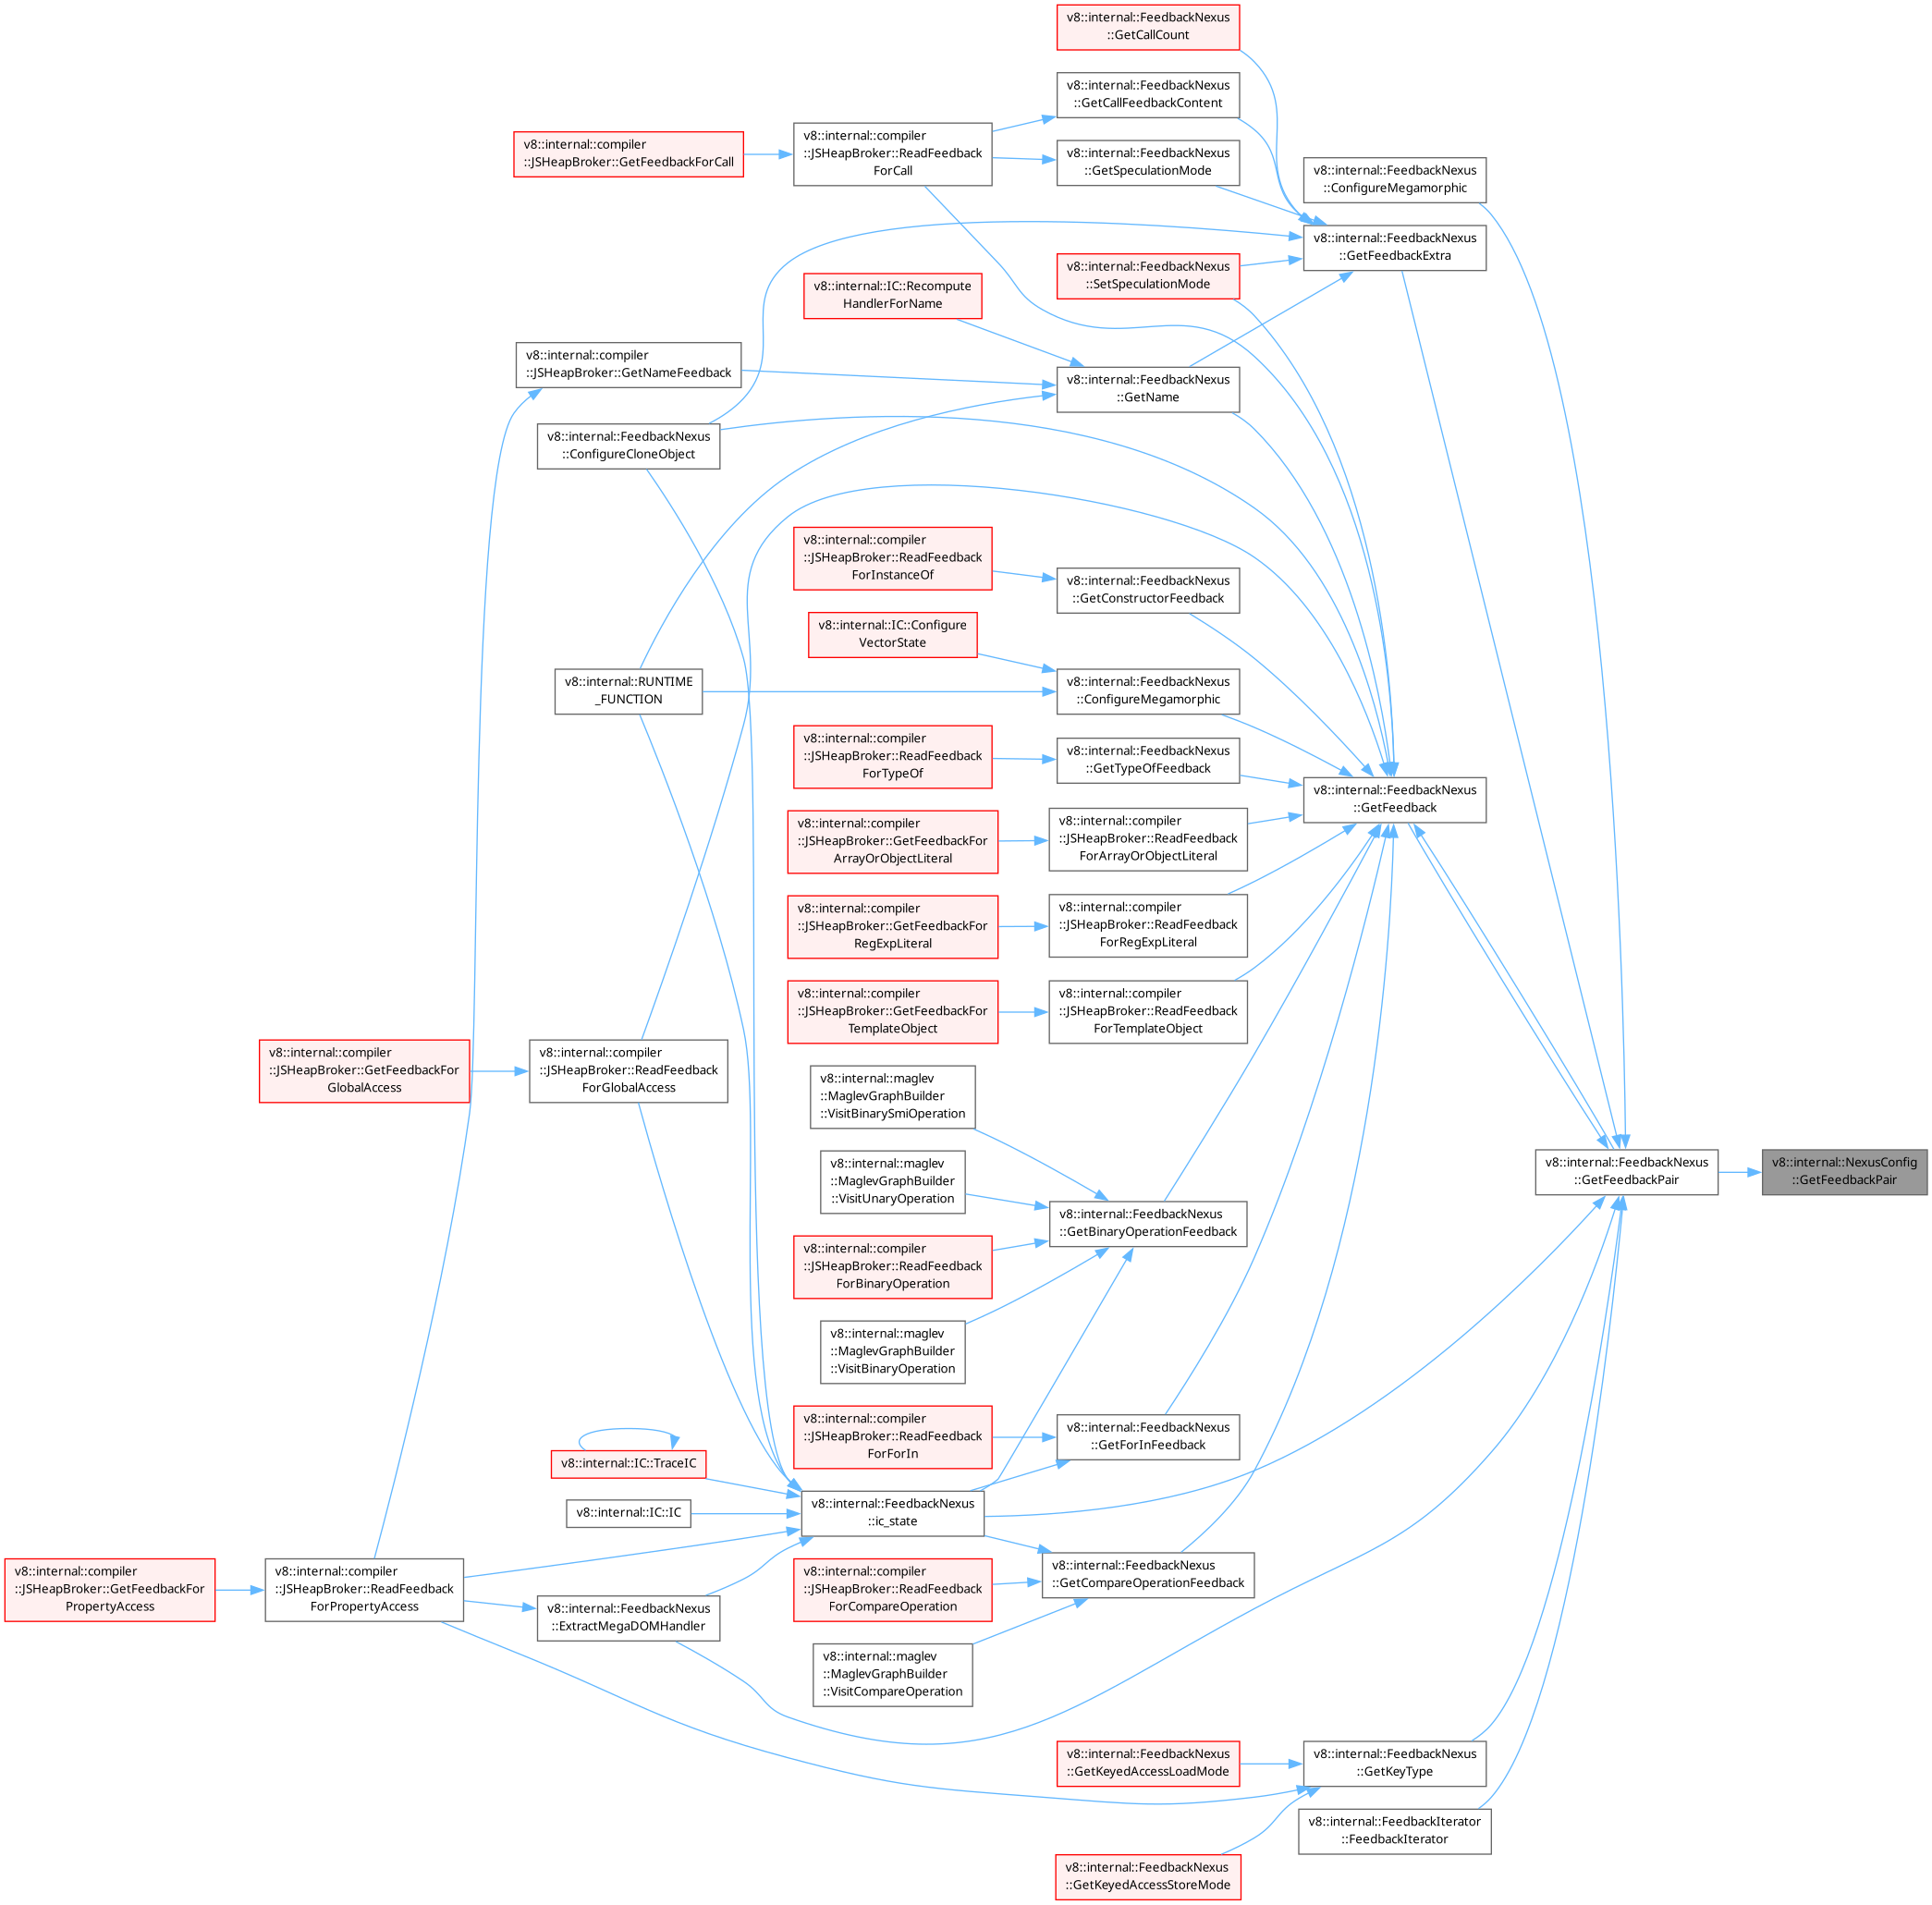 v8::internal::FeedbackNexus
::GetCallCount
v8::internal::FeedbackNexus
::GetCallFeedbackContent
v8::internal::compiler
::JSHeapBroker::GetFeedbackForCall
v8::internal::compiler
::JSHeapBroker::ReadFeedback
ForCall
v8::internal::FeedbackNexus
::GetSpeculationMode
v8::internal::FeedbackNexus
::ConfigureMegamorphic
v8::internal::FeedbackNexus
::GetFeedbackExtra
v8::internal::FeedbackNexus
::SetSpeculationMode
v8::internal::IC::Recompute
HandlerForName
v8::internal::compiler
::JSHeapBroker::GetNameFeedback
v8::internal::FeedbackNexus
::GetName
v8::internal::FeedbackNexus
::ConfigureCloneObject
v8::internal::compiler
::JSHeapBroker::ReadFeedback
ForInstanceOf
v8::internal::FeedbackNexus
::GetConstructorFeedback
v8::internal::IC::Configure
VectorState
v8::internal::RUNTIME
_FUNCTION
v8::internal::FeedbackNexus
::ConfigureMegamorphic
v8::internal::compiler
::JSHeapBroker::ReadFeedback
ForTypeOf
v8::internal::FeedbackNexus
::GetTypeOfFeedback
v8::internal::FeedbackNexus
::GetFeedback
v8::internal::compiler
::JSHeapBroker::GetFeedbackFor
ArrayOrObjectLiteral
v8::internal::compiler
::JSHeapBroker::ReadFeedback
ForArrayOrObjectLiteral
v8::internal::compiler
::JSHeapBroker::GetFeedbackFor
RegExpLiteral
v8::internal::compiler
::JSHeapBroker::ReadFeedback
ForRegExpLiteral
v8::internal::compiler
::JSHeapBroker::GetFeedbackFor
TemplateObject
v8::internal::compiler
::JSHeapBroker::ReadFeedback
ForTemplateObject
v8::internal::compiler
::JSHeapBroker::GetFeedbackFor
GlobalAccess
v8::internal::compiler
::JSHeapBroker::ReadFeedback
ForGlobalAccess
v8::internal::maglev
::MaglevGraphBuilder
::VisitBinarySmiOperation
v8::internal::maglev
::MaglevGraphBuilder
::VisitUnaryOperation
v8::internal::FeedbackNexus
::GetFeedbackPair
v8::internal::NexusConfig
::GetFeedbackPair
v8::internal::FeedbackNexus
::GetBinaryOperationFeedback
v8::internal::compiler
::JSHeapBroker::ReadFeedback
ForBinaryOperation
v8::internal::maglev
::MaglevGraphBuilder
::VisitBinaryOperation
v8::internal::compiler
::JSHeapBroker::ReadFeedback
ForForIn
v8::internal::FeedbackNexus
::GetForInFeedback
v8::internal::IC::TraceIC
v8::internal::IC::IC
v8::internal::FeedbackNexus
::ic_state
v8::internal::compiler
::JSHeapBroker::GetFeedbackFor
PropertyAccess
v8::internal::compiler
::JSHeapBroker::ReadFeedback
ForPropertyAccess
v8::internal::FeedbackNexus
::ExtractMegaDOMHandler
v8::internal::compiler
::JSHeapBroker::ReadFeedback
ForCompareOperation
v8::internal::FeedbackNexus
::GetCompareOperationFeedback
v8::internal::maglev
::MaglevGraphBuilder
::VisitCompareOperation
v8::internal::FeedbackNexus
::GetKeyedAccessLoadMode
v8::internal::FeedbackNexus
::GetKeyType
v8::internal::FeedbackIterator
::FeedbackIterator
v8::internal::FeedbackNexus
::GetKeyedAccessStoreMode